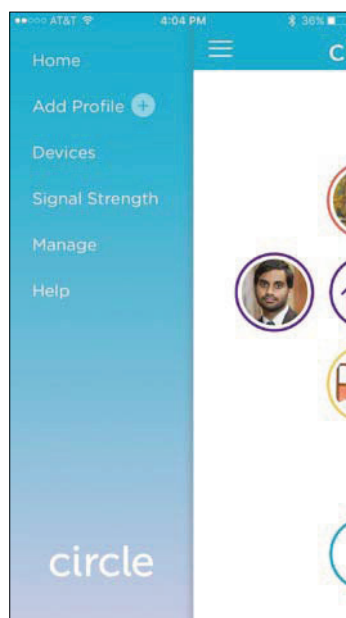 AT&T 4:04 PM 36%
Home
Add Profile +
Devices
Signal Strength
Manage
Help
circle
c